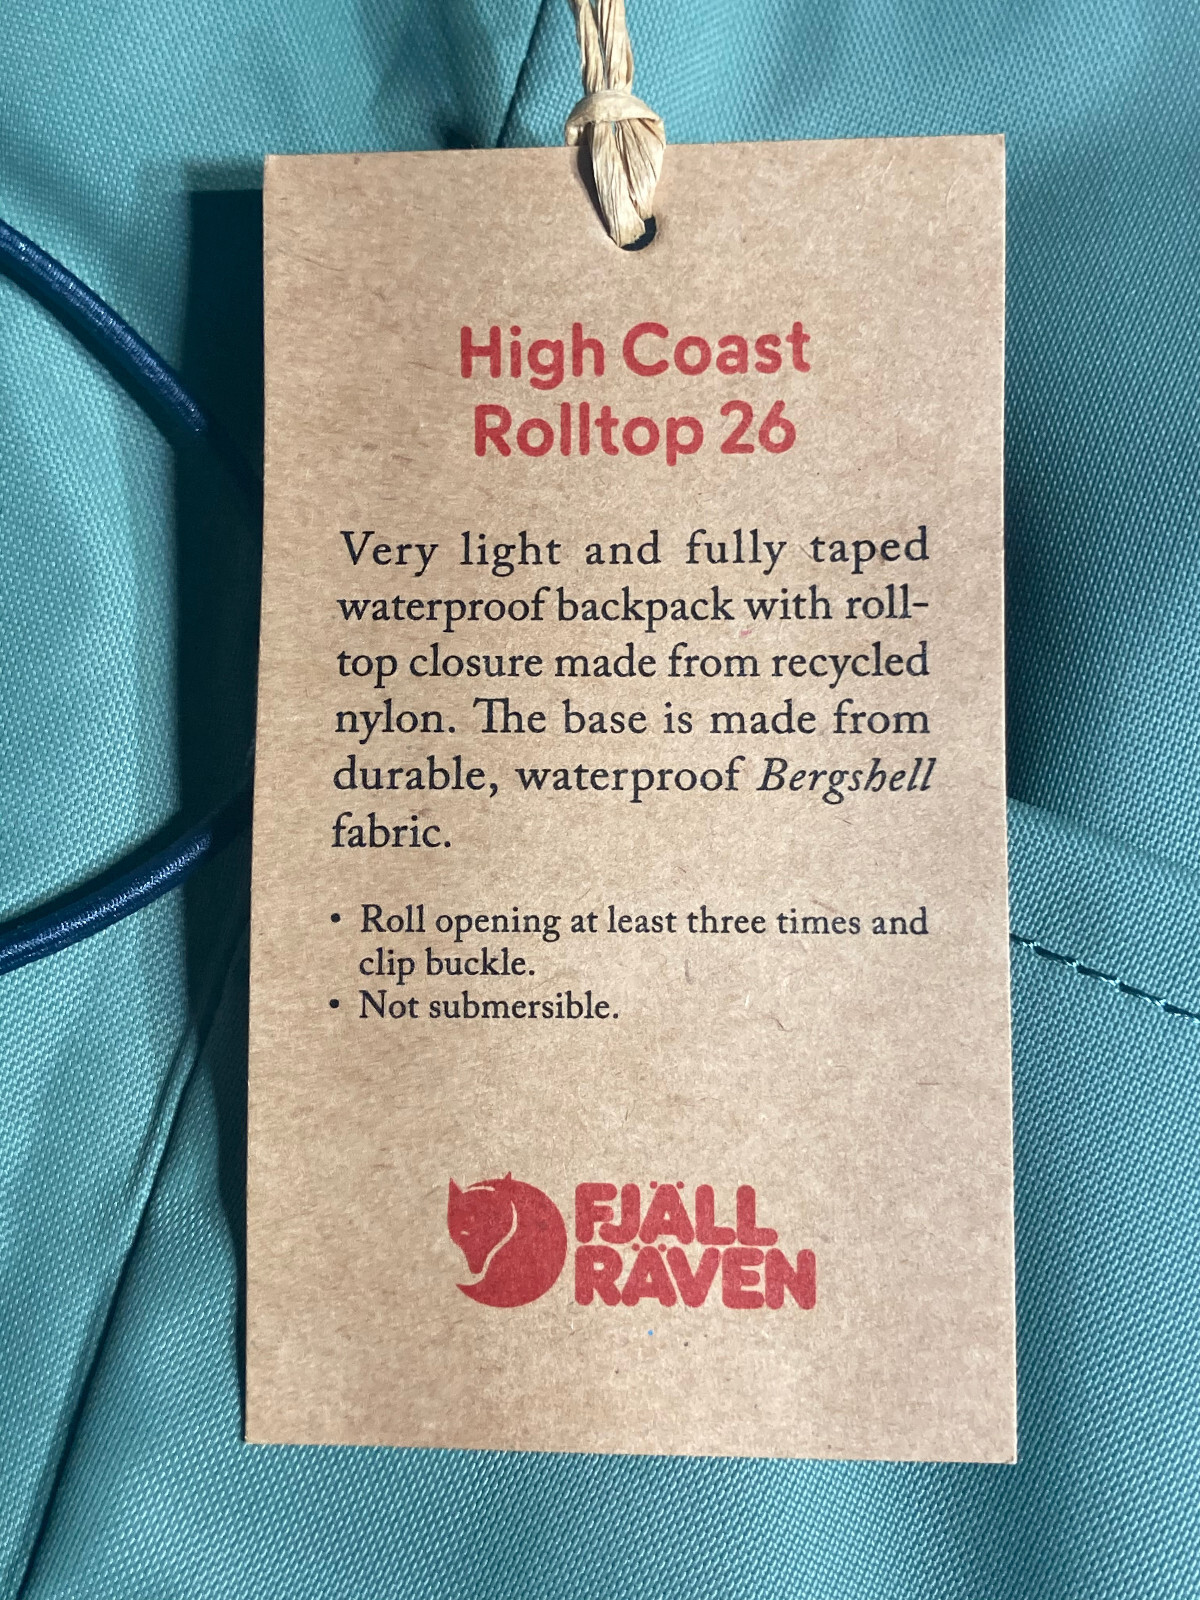 High Coast
Rolltop 26
Very light and fully taped
waterproof backpack with roll-
top closure made from recycled
nylon. The base is made from
durable, waterproof Bergshell
fabric.
• Roll opening at least three times and
clip buckle.
• Not submersible.
FJÄLL
RÄVEN